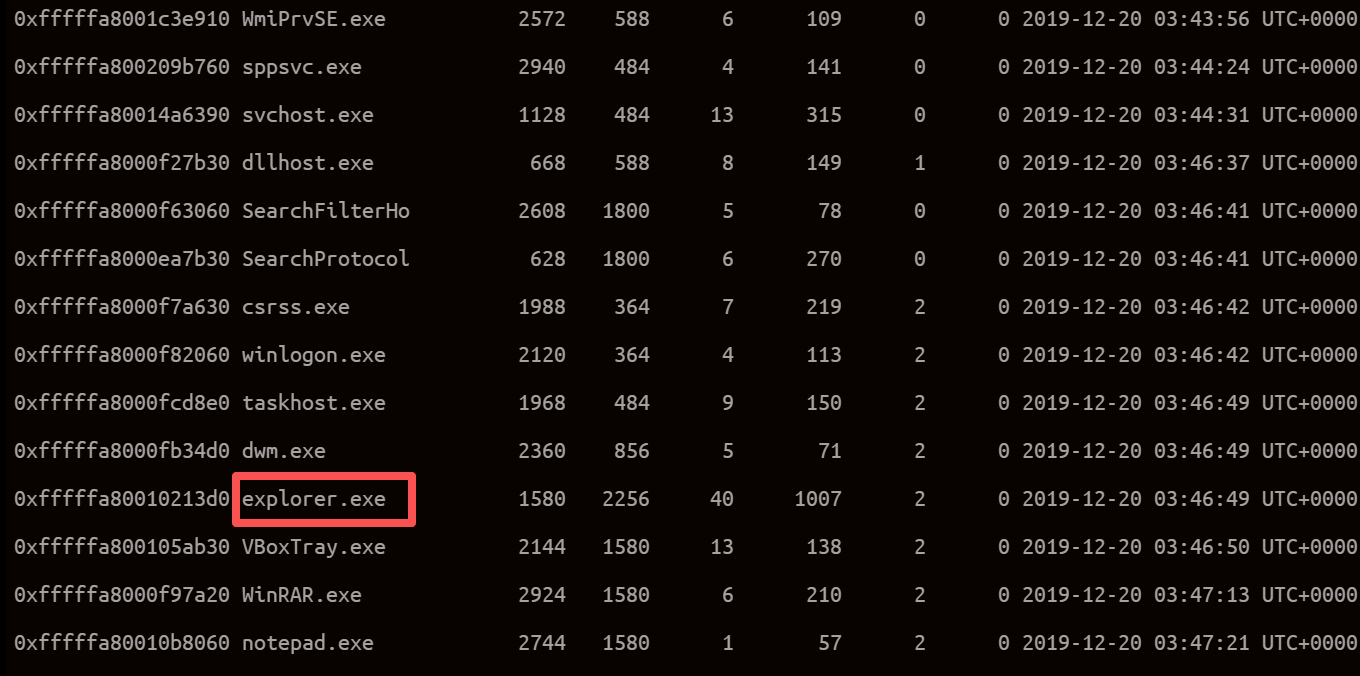 0xfffffa8001c3e910 WmiPrvSE.exe 2572 588 6 109 0 0 2019-12-20 03:43:56 UTC+0000
0xfffffa800209b760 sppsvc.exe 2940 484 4 141 0 0 2019-12-20 03:44:24 UTC+0000
0xfffffa80014a6390 svchost.exe 1128 484 13 315 0 0 2019-12-20 03:44:31 UTC+0000
0xfffffa8000f27b30 dllhost.exe 668 588 8 149 1 0 2019-12-20 03:46:37 UTC+0000
0xfffffa8000f63060 SearchFilterHo 2608 1800 5 78 0 0 2019-12-20 03:46:41 UTC+0000
0xfffffa8000ea7b30 SearchProtocol 628 1800 6 270 0 0 2019-12-20 03:46:41 UTC+0000
0xfffffa8000f7a630 csrss.exe 1988 364 7 219 2 0 2019-12-20 03:46:42 UTC+0000
0xfffffa8000f82060 winlogon.exe 2120 364 4 113 2 0 2019-12-20 03:46:42 UTC+0000
0xfffffa8000fcd8e0 taskhost.exe 1968 484 9 150 2 0 2019-12-20 03:46:49 UTC+0000
0xfffffa8000fb34d0 dwm.exe 2360 856 5 71 2 0 2019-12-20 03:46:49 UTC+0000
0xfffffa80010213d0 explorer.exe 1580 2256 40 1007 2 0 2019-12-20 03:46:49 UTC+0000
0xfffffa800105ab30 VBoxTray.exe 2144 1580 13 138 2 0 2019-12-20 03:46:50 UTC+0000
0xfffffa8000f97a20 WinRAR.exe 2924 1580 6 210 2 0 2019-12-20 03:47:13 UTC+0000
0xfffffa80010b8060 notepad.exe 2744 1580 1 57 2 0 2019-12-20 03:47:21 UTC+0000